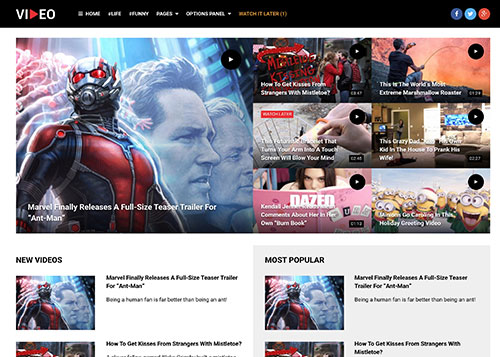 VIDEO
HOME #LIFE #FUNNY PAGES OPTIONS PANEL WATCH IT LATER (1)
Marvel Finally Releases A Full-Size Teaser Trailer For
"Ant-Man"
MISTLETOE
KISSING
How To Get Kisses From
Strangers With Mistletoe?
03:47
This Is The World's Most
Extreme Marshmallow Roaster
01:29
WATCH LATER
That
Turns Your Arm Into A Touch
Screen Will Blow Your Mind
02:46
This Crazy Dad His Own
Kid In The House To Prank His
Wife!
02:27
DAZED
Kendall
Comments About Her In Her
Own "Burn Book"
01:13
Minions Go Caroling In This
Holiday Greeting Video
NEW VIDEOS
Marvel Finally Releases A Full-Size Teaser Trailer
For "Ant-Man"
Being a human fan is far better than being an ant!
How To Get Kisses From Strangers With Mistletoe?
MOST POPULAR
Marvel Finally Releases A Full-Size Teaser Trailer
For "Ant-Man"
Being a human fan is far better than being an ant!
How To Get Kisses From Strangers With
Mistletoe?